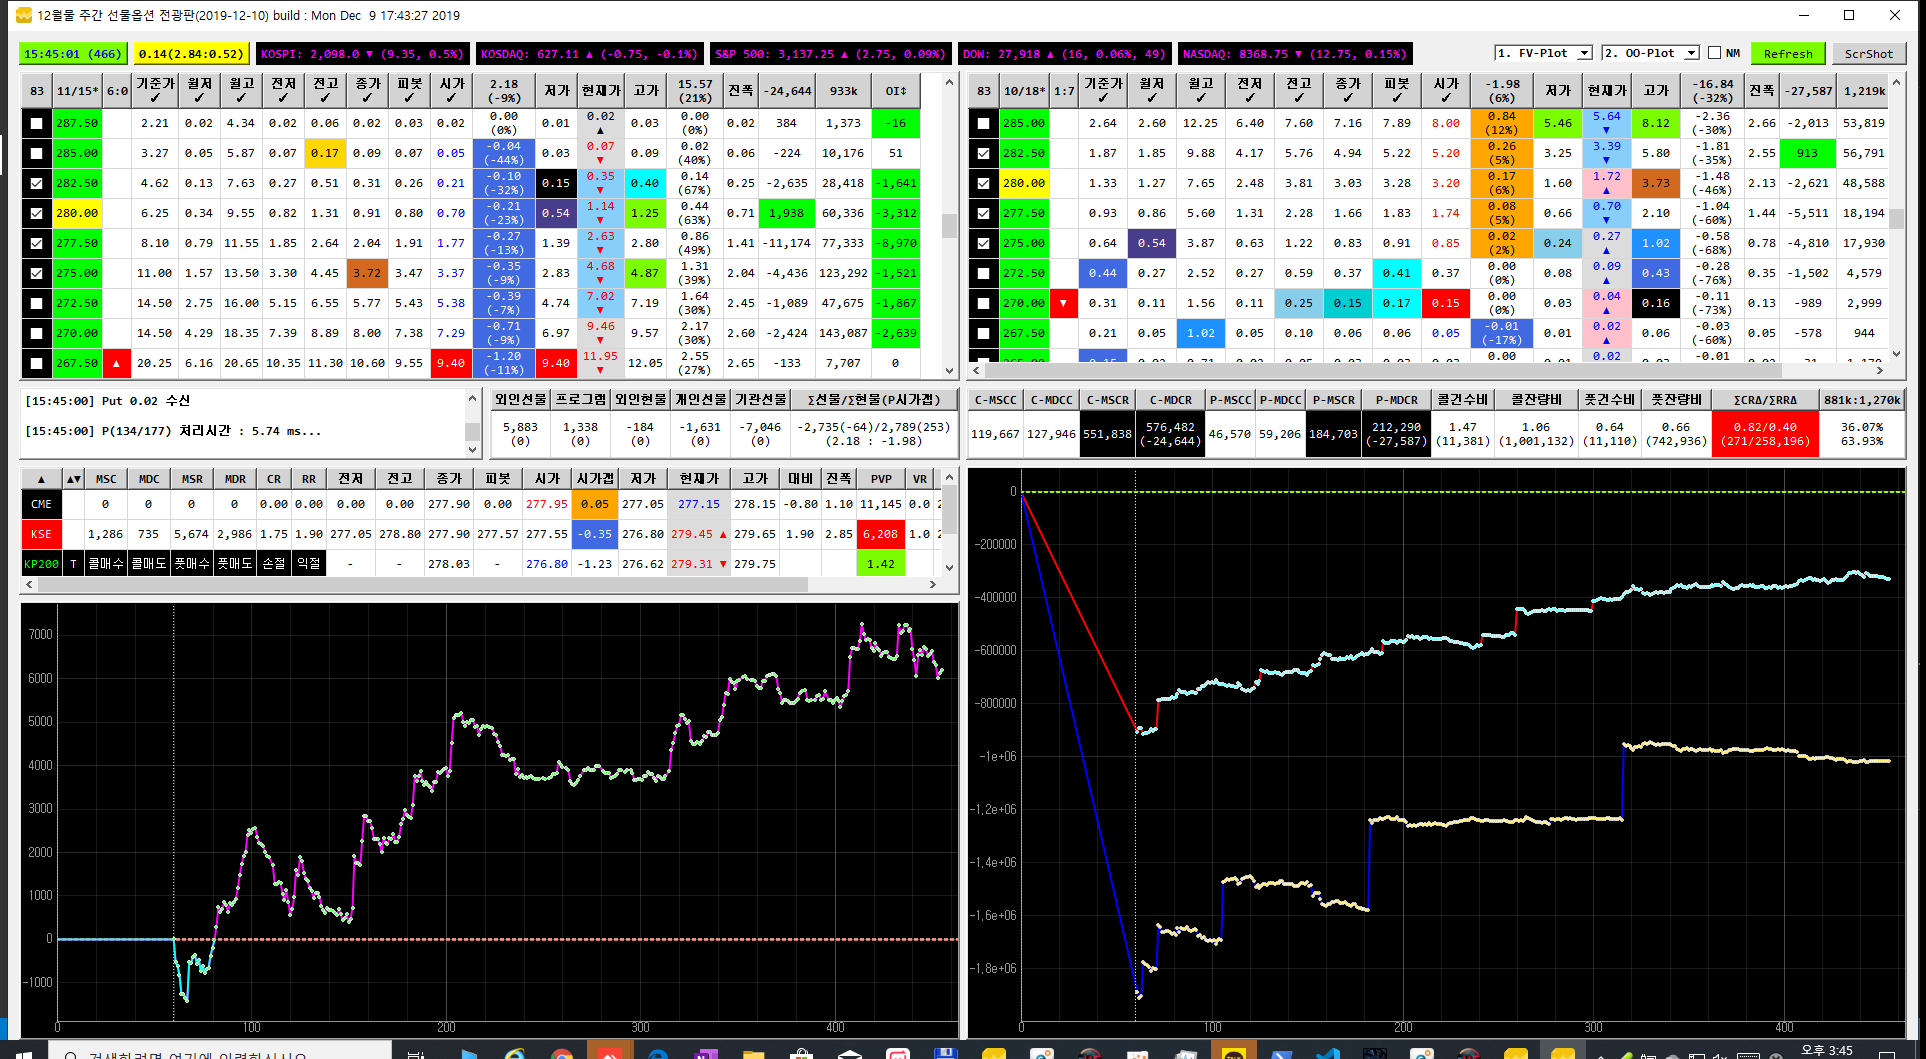 12월물 주간 선물옵션 전광판(2019-12-10) build : Mon Dec  9 17:43:27 2019
15:45:01 (466) 0.14(2.84:0.52) KOSPI: 2,098.0 ▼ (9.35, 0.5%) KOSDAQ: 627.11 ▲ (-0.75, -0.1%) S&P 500: 3,137.25 ▲ (2.75, 0.09%) DOW: 27,918 ▲ (16, 0.06%, 49) NASDAQ: 8368.75 ▼ (12.75, 0.15%) 1. FV-Plot 2. OO-Plot NM Refresh ScrShot
83 11/15* 6:0 기준가 ✓ 월저 ✓ 월고 ✓ 전저 ✓ 전고 ✓ 종가 ✓ 피봇 ✓ 시가 ✓ 2.18 (-9%) 저가 현재가 고가 15.57 (21%) 진폭 -24,644 933k OI↕
287.50 2.21 0.02 4.34 0.02 0.06 0.02 0.03 0.02 0.00 (0%) 0.01 0.02 ▲ 0.03 0.00 (0%) 0.02 384 1,373 -16
285.00 3.27 0.05 5.87 0.07 0.17 0.09 0.07 0.05 -0.04 (-44%) 0.03 0.07 ▼ 0.09 0.02 (40%) 0.06 -224 10,176 51
282.50 4.62 0.13 7.63 0.27 0.51 0.31 0.26 0.21 -0.10 (-32%) 0.15 0.35 ▼ 0.40 0.14 (67%) 0.25 -2,635 28,418 -1,641
280.00 6.25 0.34 9.55 0.82 1.31 0.91 0.80 0.70 -0.21 (-23%) 0.54 1.14 ▼ 1.25 0.44 (63%) 0.71 1,938 60,336 -3,312
277.50 8.10 0.79 11.55 1.85 2.64 2.04 1.91 1.77 -0.27 (-13%) 1.39 2.63 ▼ 2.80 0.86 (49%) 1.41 -11,174 77,333 -8,970
275.00 11.00 1.57 13.50 3.30 4.45 3.72 3.47 3.37 -0.35 (-9%) 2.83 4.68 ▼ 4.87 1.31 (39%) 2.04 -4,436 123,292 -1,521
272.50 14.50 2.75 16.00 5.15 6.55 5.77 5.43 5.38 -0.39 (-7%) 4.74 7.02 ▼ 7.19 1.64 (30%) 2.45 -1,089 47,675 -1,867
270.00 14.50 4.29 18.35 7.39 8.89 8.00 7.38 7.29 -0.71 (-9%) 6.97 9.46 ▼ 9.57 2.17 (30%) 2.60 -2,424 143,087 -2,639
267.50 ▲ 20.25 6.16 20.65 10.35 11.30 10.60 9.55 9.40 -1.20 (-11%) 9.40 11.95 ▼ 12.05 2.55 (27%) 2.65 -133 7,707 0
83 10/18* 1:7 기준가 ✓ 월저 ✓ 월고 ✓ 전저 ✓ 전고 ✓ 종가 ✓ 피봇 ✓ 시가 ✓ -1.98 (6%) 저가 현재가 고가 -16.84 (-32%) 진폭 -27,587 1,219k
285.00 2.64 2.60 12.25 6.40 7.60 7.16 7.89 8.00 0.84 (12%) 5.46 5.64 ▼ 8.12 -2.36 (-30%) 2.66 -2,013 53,819
282.50 1.87 1.85 9.88 4.17 5.76 4.94 5.22 5.20 0.26 (5%) 3.25 3.39 ▼ 5.80 -1.81 (-35%) 2.55 913 56,791
280.00 1.33 1.27 7.65 2.48 3.81 3.03 3.28 3.20 0.17 (6%) 1.60 1.72 ▲ 3.73 -1.48 (-46%) 2.13 -2,621 48,588
277.50 0.93 0.86 5.60 1.31 2.28 1.66 1.83 1.74 0.08 (5%) 0.66 0.70 ▼ 2.10 -1.04 (-60%) 1.44 -5,511 18,194
275.00 0.64 0.54 3.87 0.63 1.22 0.83 0.91 0.85 0.02 (2%) 0.24 0.27 ▲ 1.02 -0.58 (-68%) 0.78 -4,810 17,930
272.50 0.44 0.27 2.52 0.27 0.59 0.37 0.41 0.37 0.00 (0%) 0.08 0.09 ▲ 0.43 -0.28 (-76%) 0.35 -1,502 4,579
270.00 ▼ 0.31 0.11 1.56 0.11 0.25 0.15 0.17 0.15 0.00 (0%) 0.03 0.04 ▲ 0.16 -0.11 (-73%) 0.13 -989 2,999
267.50 0.21 0.05 1.02 0.05 0.10 0.06 0.06 0.05 -0.01 (-17%) 0.01 0.02 ▲ 0.06 -0.03 (-60%) 0.05 -578 944
0.00 0.02 -0.01
[15:45:00] Put 0.02 수신
[15:45:00] P(134/177) 처리시간 : 5.74 ms...
외인선물 프로그램 외인현물 개인선물 기관선물 Σ선물/Σ현물(P시가갭)
5,883 (0) 1,338 (0) -184 (0) -1,631 (0) -7,046 (0) -2,735(-64)/2,789(253) (2.18 : -1.98)
C-MSCC C-MDCC C-MSCR C-MDCR P-MSCC P-MDCC P-MSCR P-MDCR 콜건수비 콜잔량비 풋건수비 풋잔량비 ΣCRΔ/ΣRRΔ 881k:1,270k
119,667 127,946 551,838 576,482 (-24,644) 46,570 59,206 184,703 212,290 (-27,587) 1.47 (11,381) 1.06 (1,001,132) 0.64 (11,110) 0.66 (742,936) 0.82/0.40 (271/258,196) 36.07% 63.93%
▲ ▲▼ MSC MDC MSR MDR CR RR 전저 전고 종가 피봇 시가 시가갭 저가 현재가 고가 대비 진폭 PVP VR
CME 0 0 0 0 0.00 0.00 0.00 0.00 277.90 0.00 277.95 0.05 277.05 277.15 278.15 -0.80 1.10 11,145 0.0
KSE 1,286 735 5,674 2,986 1.75 1.90 277.05 278.80 277.90 277.57 277.55 -0.35 276.80 279.45 ▲ 279.65 1.90 2.85 6,208 1.0
KP200 T 콜매수 콜매도 풋매수 풋매도 손절 익절 - - 278.03 - 276.80 -1.23 276.62 279.31 ▼ 279.75 1.42
7000
6000
5000
4000
3000
2000
1000
0
-1000
0 100 200 300 400
0
-200000
-400000
-600000
-800000
-1e+06
-1,2e+06
-1,4e+06
-1,6e+06
-1,8e+06
0 100 200 300 400
오후 3:45